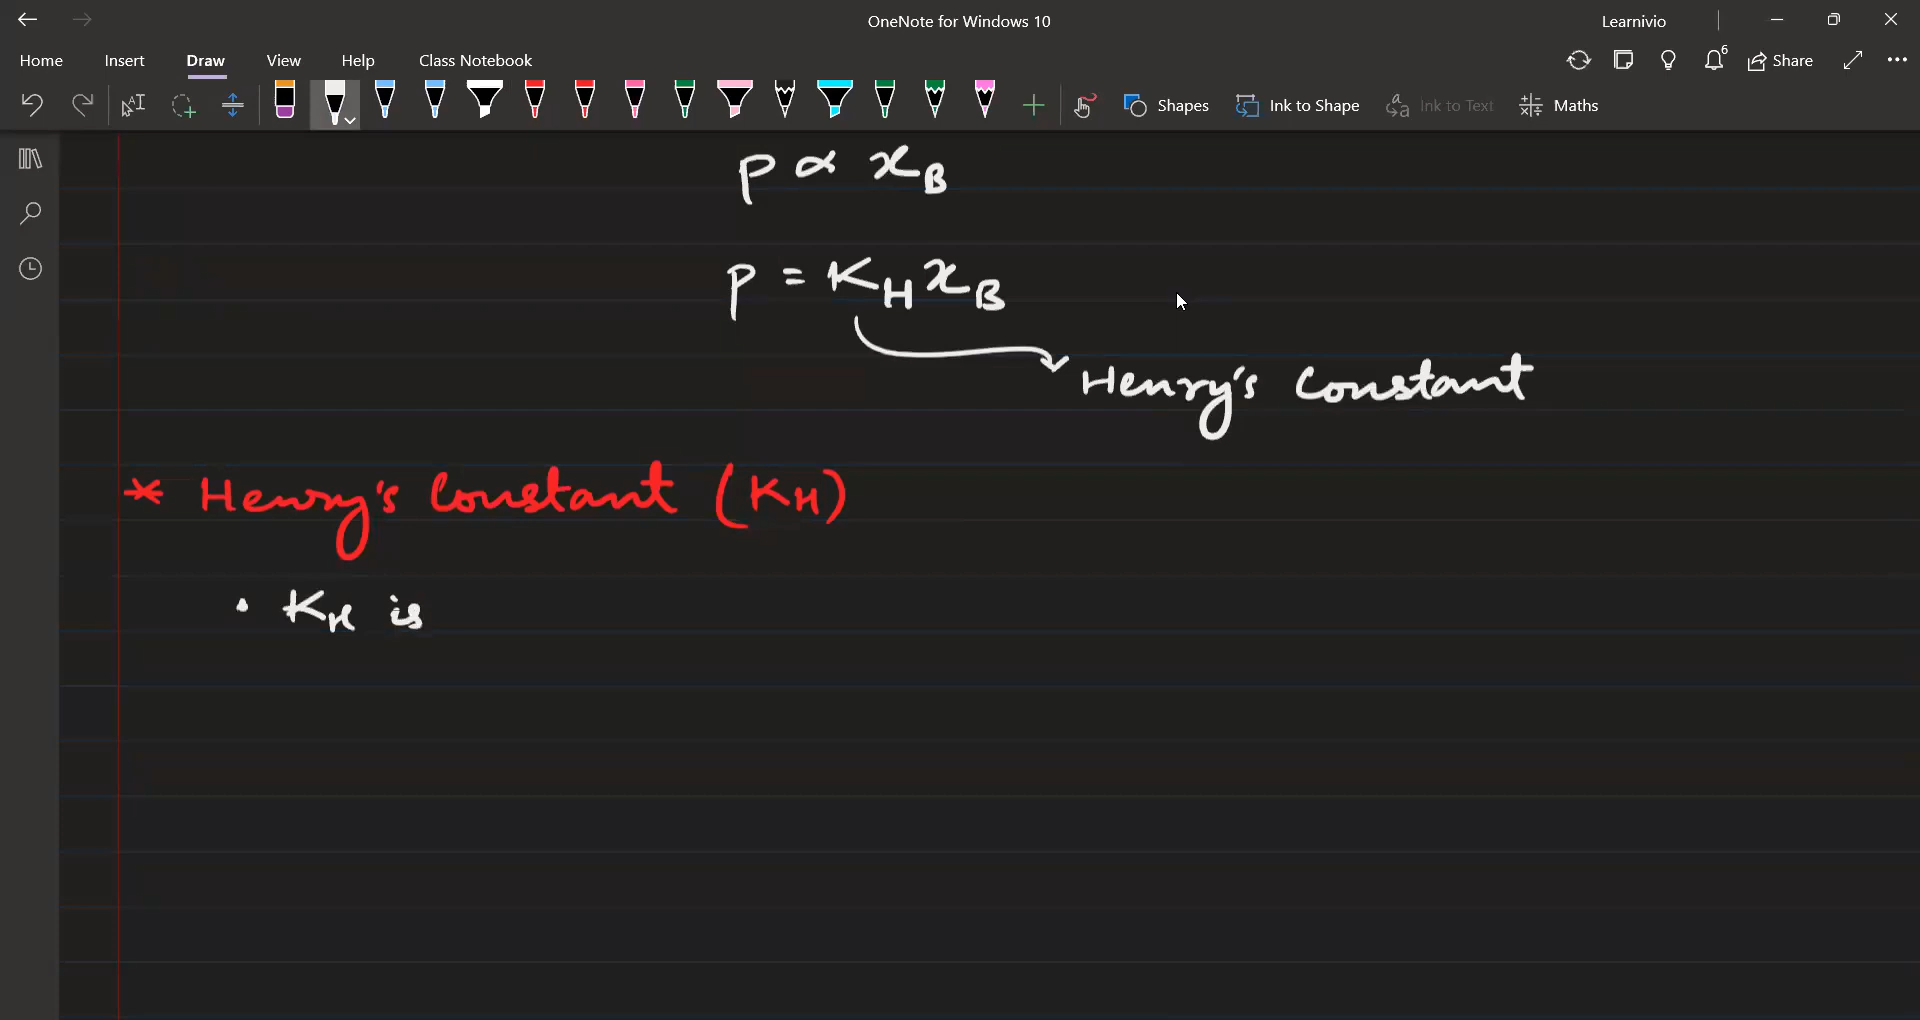 OneNote for Windows 10
Learnivio
Home Insert Draw View Help Class Notebook
6
Share
Shapes Ink to Shape Ink to Text Maths
p ∝ x_B
p = K_H x_B
Henry's Constant
* Henry's Constant (K_H)
• K_H is